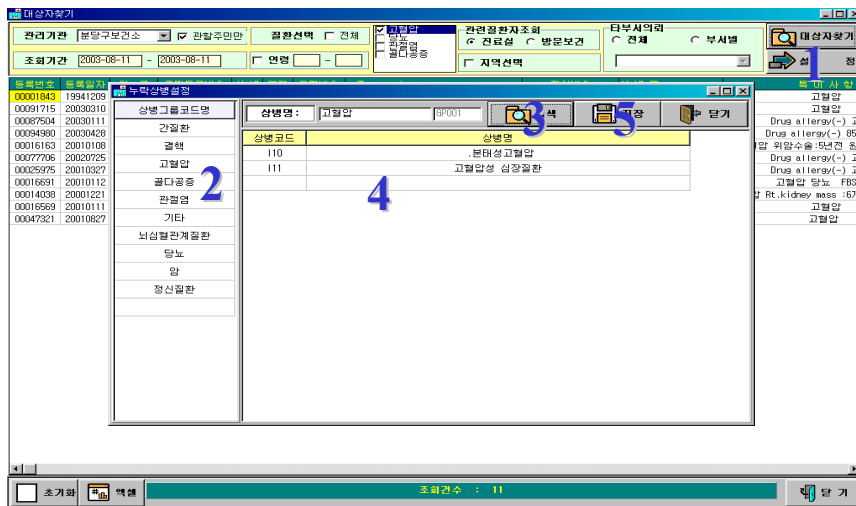 대상자찾기
관리기관 분당구보건소 관할주민만 질환선택 전체
고혈압
당뇨
관절염
골다공증
관련질환자조회
진료실 방문보건
타부서의뢰
전체 부서별
대상자찾기
조회기간 2003-08-11 - 2003-08-11 연령 - 지역선택
설 정
1
등록번호 등록일자 특이사항
00001843 19941209 고혈압
00091715 20030310 고혈압
00087504 20030111 Drug allergy(-)
00094980 20030428 Drug allergy(-) 85
00016163 20010108 위암수술:5년전
00077706 20020725 Drug allergy(-)
00025975 20010327 Drug allergy(-)
00015691 20010112 고혈압 당뇨 FBS
00014038 20001221 Rt.kidney mass :67
00016569 20010111 고혈압
00047321 20010827 고혈압
누락상병설정
상병그룹코드명
간질환
결핵
고혈압
골다공증
관절염
기타
뇌심혈관계질환
당뇨
암
정신질환
2
상병명: 고혈압 GP001 색 장 닫기
3
5
상병코드 상병명
I10 .본태성고혈압
I11 고혈압성 심장질환
4
초기화 엑셀 조회건수 : 11 닫 기